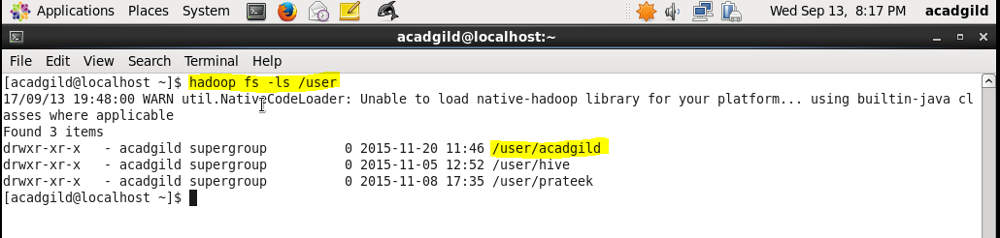 Applications Places System Wed Sep 13, 8:17 PM acadgild
acadgild@localhost:~
File Edit View Search Terminal Help
[acadgild@localhost ~]$ hadoop fs -ls /user
17/09/13 19:48:00 WARN util.NativeCodeLoader: Unable to load native-hadoop library for your platform... using builtin-java cl
asses where applicable
Found 3 items
drwxr-xr-x   - acadgild supergroup          0 2015-11-20 11:46 /user/acadgild
drwxr-xr-x   - acadgild supergroup          0 2015-11-05 12:52 /user/hive
drwxr-xr-x   - acadgild supergroup          0 2015-11-08 17:35 /user/prateek
[acadgild@localhost ~]$